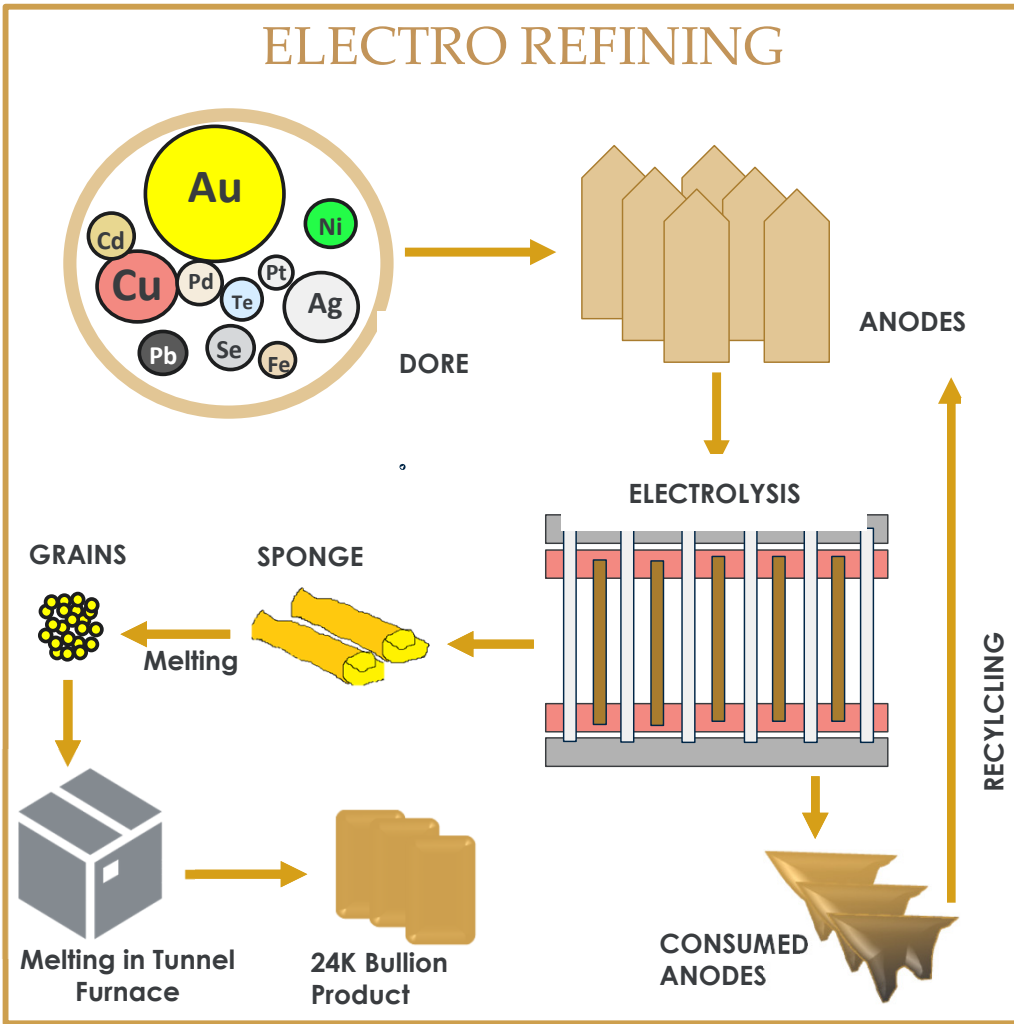 ELECTRO REFINING
Au
Ni
Cd
Cu
Pd
Pt
Te
Ag
Pb
Se
Fe
DORE
ANODES
ELECTROLYSIS
GRAINS
SPONGE
Melting
RECYLCLING
Melting in Tunnel
Furnace
24K Bullion
Product
CONSUMED
ANODES